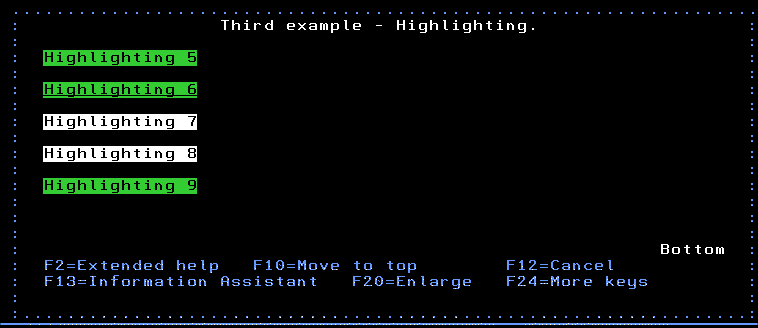 Third example - Highlighting.
Highlighting 5
Highlighting 6
Highlighting 7
Highlighting 8
Highlighting 9
Bottom
F2=Extended help F10=Move to top F12=Cancel
F13=Information Assistant F20=Enlarge F24=More keys